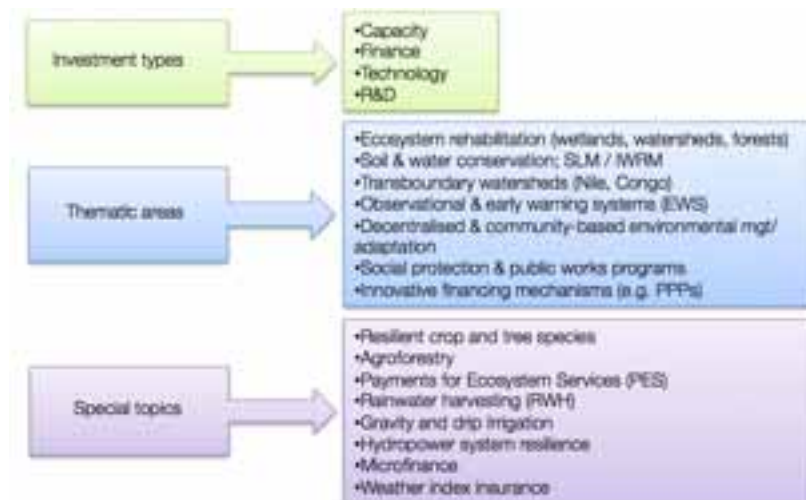 Investment types
•Capacity
•Finance
•Technology
•R&D
Thematic areas
•Ecosystem rehabilitation (wetlands, watersheds, forests)
•Soil & water conservation; SLM / IWRM
•Transboundary watersheds (Nile, Congo)
•Observational & early warning systems (EWS)
•Decentralised & community-based environmental mgt/
adaptation
•Social protection & public works programs
•Innovative financing mechanisms (e.g. PPPs)
Special topics
•Resilient crop and tree species
•Agroforestry
•Payments for Ecosystem Services (PES)
•Rainwater harvesting (RWH)
•Gravity and drip irrigation
•Hydropower system resilience
•Microfinance
•Weather index insurance